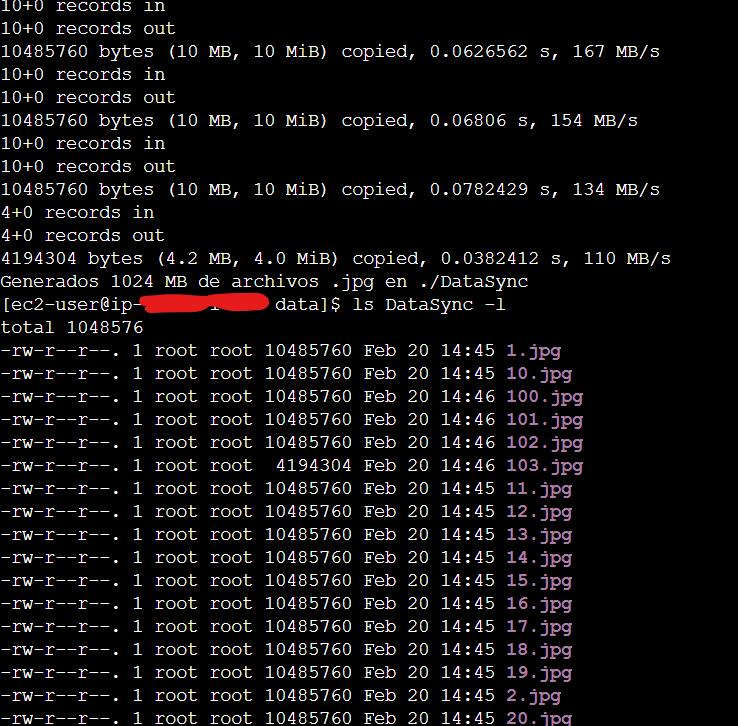 10+0 records in
10+0 records out
10485760 bytes (10 MB, 10 MiB) copied, 0.0626562 s, 167 MB/s
10+0 records in
10+0 records out
10485760 bytes (10 MB, 10 MiB) copied, 0.06806 s, 154 MB/s
10+0 records in
10+0 records out
10485760 bytes (10 MB, 10 MiB) copied, 0.0782429 s, 134 MB/s
4+0 records in
4+0 records out
4194304 bytes (4.2 MB, 4.0 MiB) copied, 0.0382412 s, 110 MB/s
Generados 1024 MB de archivos .jpg en ./DataSync
[ec2-user@ip- data]$ ls DataSync -l
total 1048576
-rw-r--r--. 1 root root 10485760 Feb 20 14:45 1.jpg
-rw-r--r--. 1 root root 10485760 Feb 20 14:45 10.jpg
-rw-r--r--. 1 root root 10485760 Feb 20 14:46 100.jpg
-rw-r--r--. 1 root root 10485760 Feb 20 14:46 101.jpg
-rw-r--r--. 1 root root 10485760 Feb 20 14:46 102.jpg
-rw-r--r--. 1 root root  4194304 Feb 20 14:46 103.jpg
-rw-r--r--. 1 root root 10485760 Feb 20 14:45 11.jpg
-rw-r--r--. 1 root root 10485760 Feb 20 14:45 12.jpg
-rw-r--r--. 1 root root 10485760 Feb 20 14:45 13.jpg
-rw-r--r--. 1 root root 10485760 Feb 20 14:45 14.jpg
-rw-r--r--. 1 root root 10485760 Feb 20 14:45 15.jpg
-rw-r--r--. 1 root root 10485760 Feb 20 14:45 16.jpg
-rw-r--r--. 1 root root 10485760 Feb 20 14:45 17.jpg
-rw-r--r--. 1 root root 10485760 Feb 20 14:45 18.jpg
-rw-r--r--. 1 root root 10485760 Feb 20 14:45 19.jpg
-rw-r--r--. 1 root root 10485760 Feb 20 14:45 2.jpg
-rw-r--r--. 1 root root 10485760 Feb 20 14:45 20.jpg